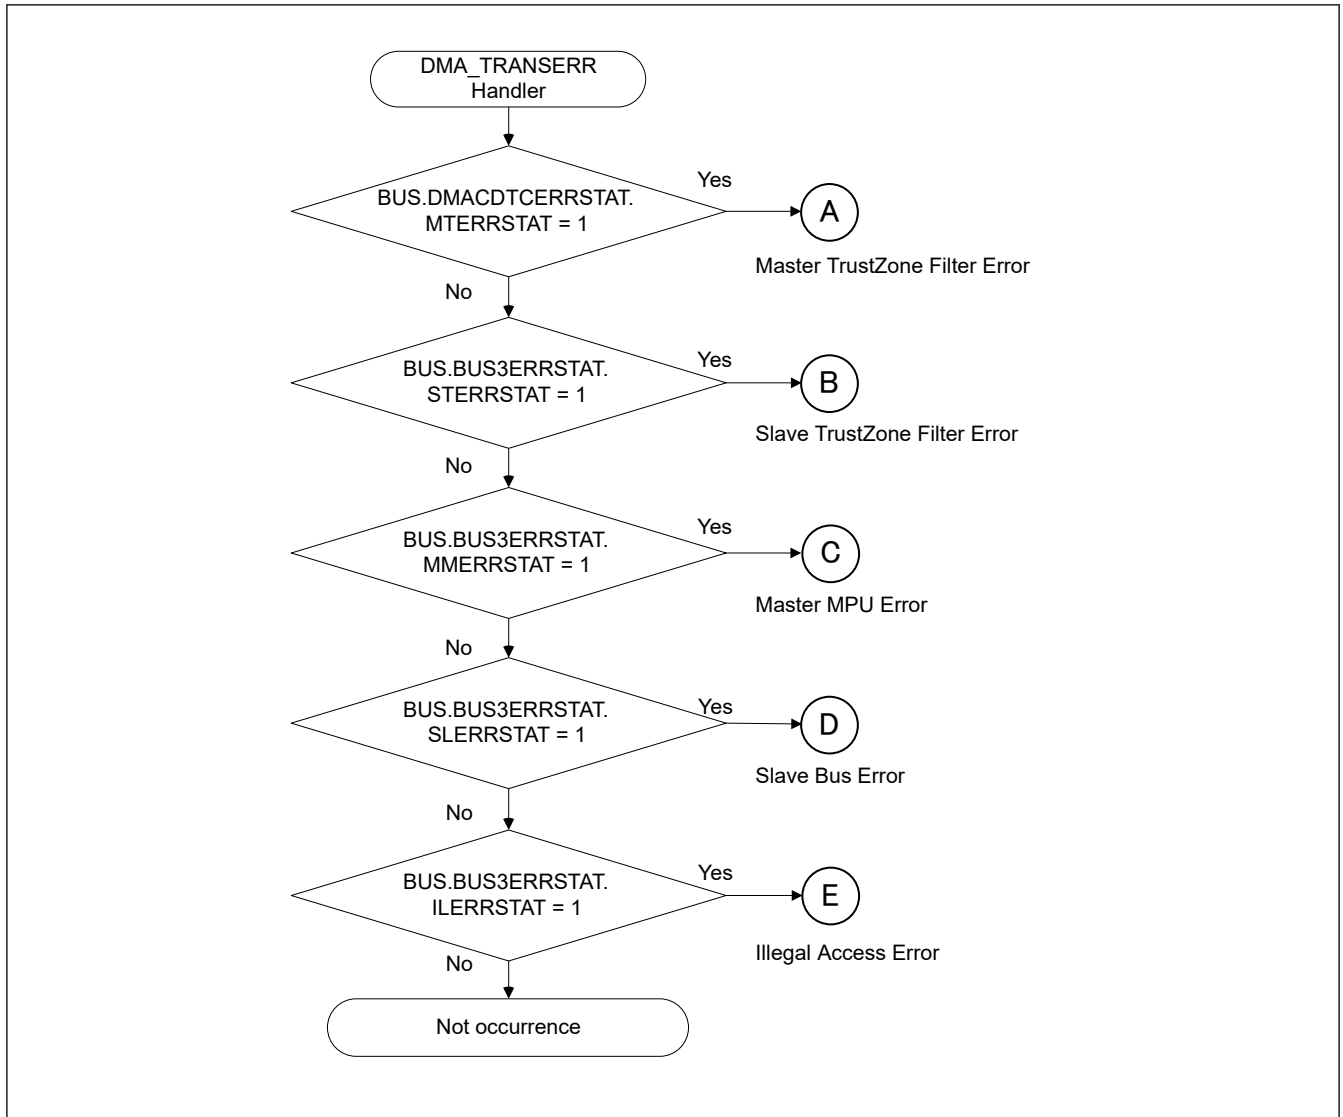 DMA_TRANSERR
Handler
BUS.DMACDTCERRSTAT.
MTERRSTAT = 1
Yes
A
Master TrustZone Filter Error
No
BUS.BUS3ERRSTAT.
STERRSTAT = 1
Yes
B
Slave TrustZone Filter Error
No
BUS.BUS3ERRSTAT.
MMERRSTAT = 1
Yes
C
Master MPU Error
No
BUS.BUS3ERRSTAT.
SLERRSTAT = 1
Yes
D
Slave Bus Error
No
BUS.BUS3ERRSTAT.
ILERRSTAT = 1
Yes
E
Illegal Access Error
No
Not occurrence